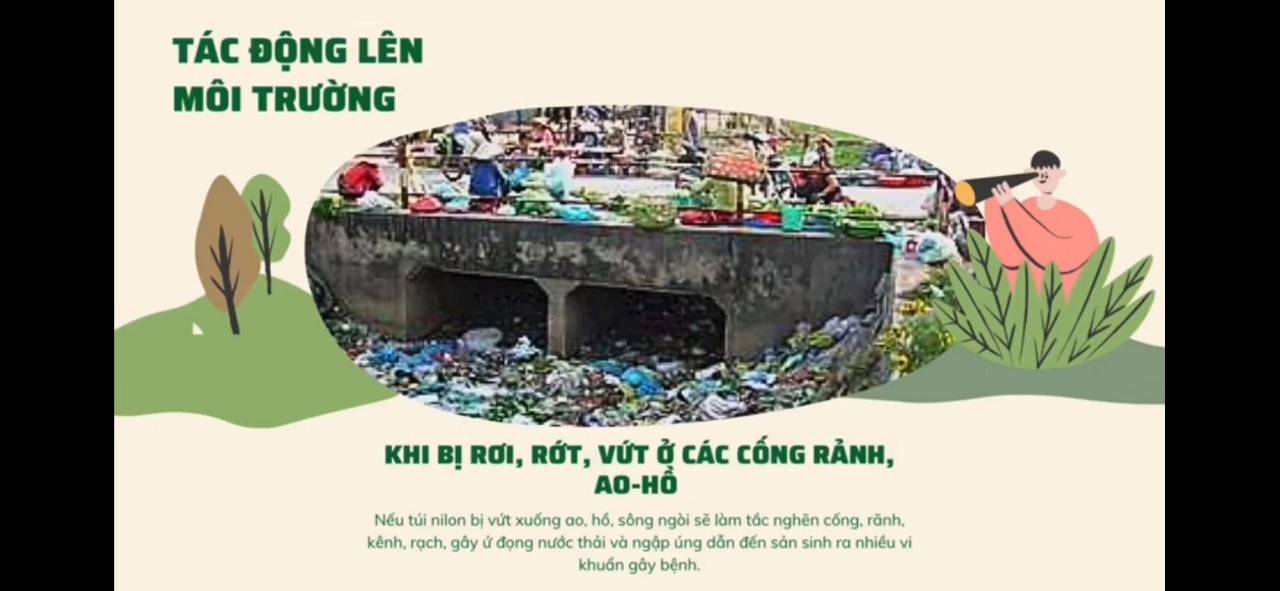 TÁC ĐỘNG LÊN
MÔI TRƯỜNG
KHI BỊ RƠI, RỚT, VỨT Ở CÁC CỐNG RẢNH,
AO-HỒ
Nếu túi nilon bị vứt xuống ao, hồ, sông ngòi sẽ làm tắc nghẽn cống, rãnh,
kênh, rạch, gây ứ đọng nước thải và ngập úng dẫn đến sản sinh ra nhiều vi
khuẩn gây bệnh.